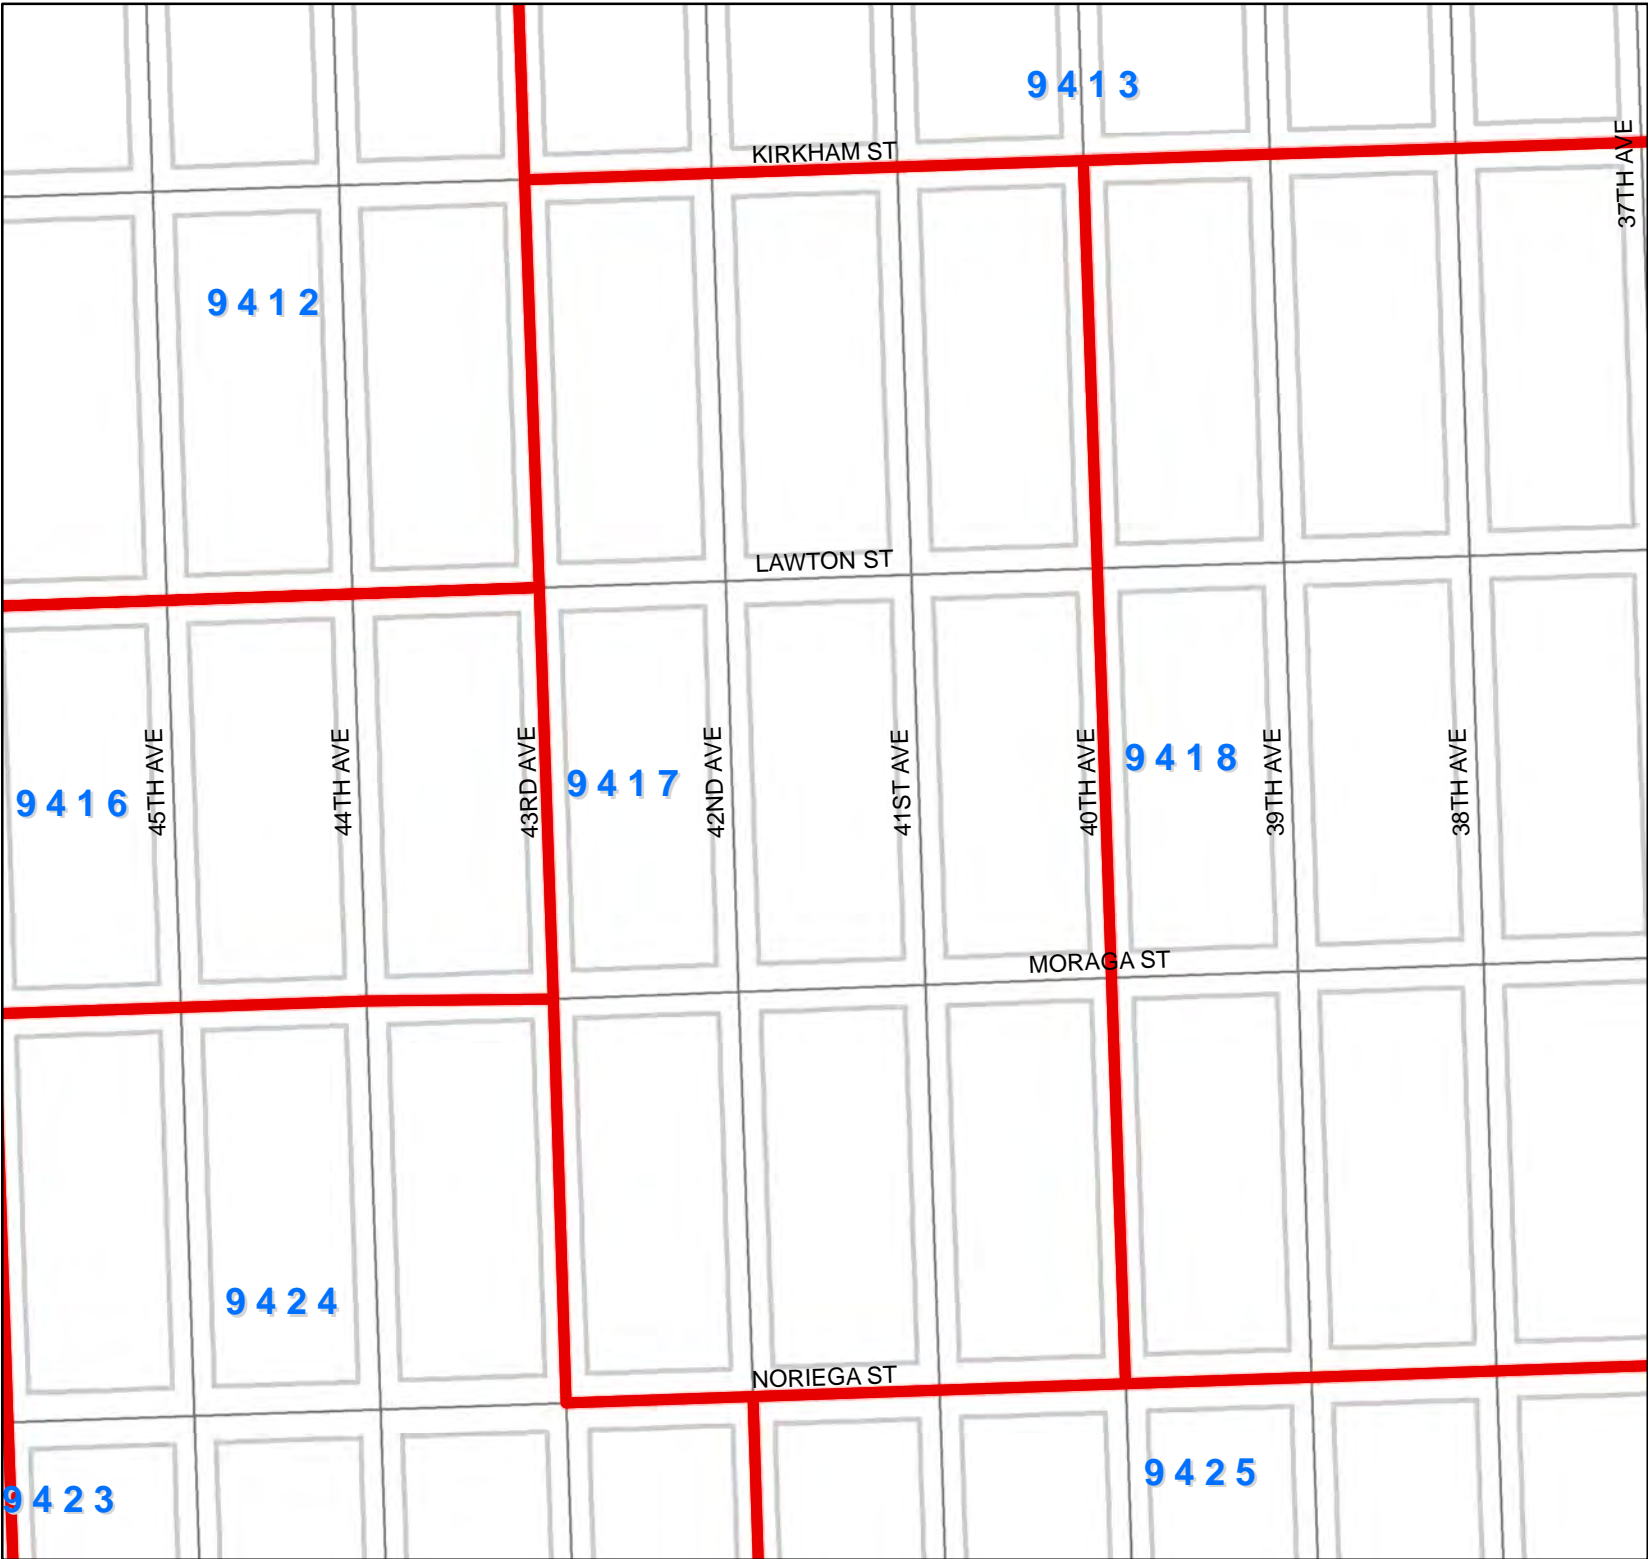 9413
KIRKHAM ST
37TH AVE
9412
LAWTON ST
45TH AVE
44TH AVE
43RD AVE
42ND AVE
41ST AVE
40TH AVE
39TH AVE
38TH AVE
9416
9417
9418
MORAGA ST
9424
NORIEGA ST
9425
9423